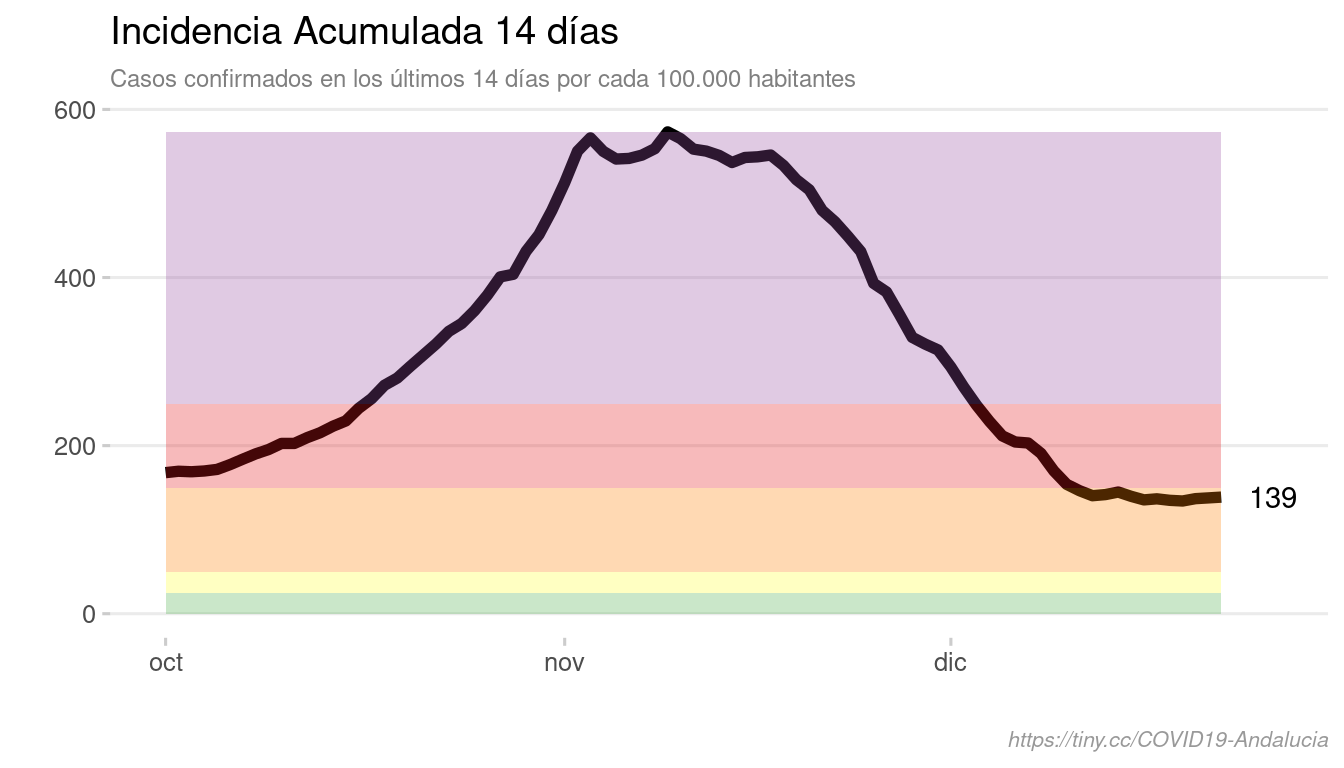 Incidencia Acumulada 14 días
Casos confirmados en los últimos 14 días por cada 100.000 habitantes
600
400
200
0
139
oct nov dic
https://tiny.cc/COVID19-Andalucia